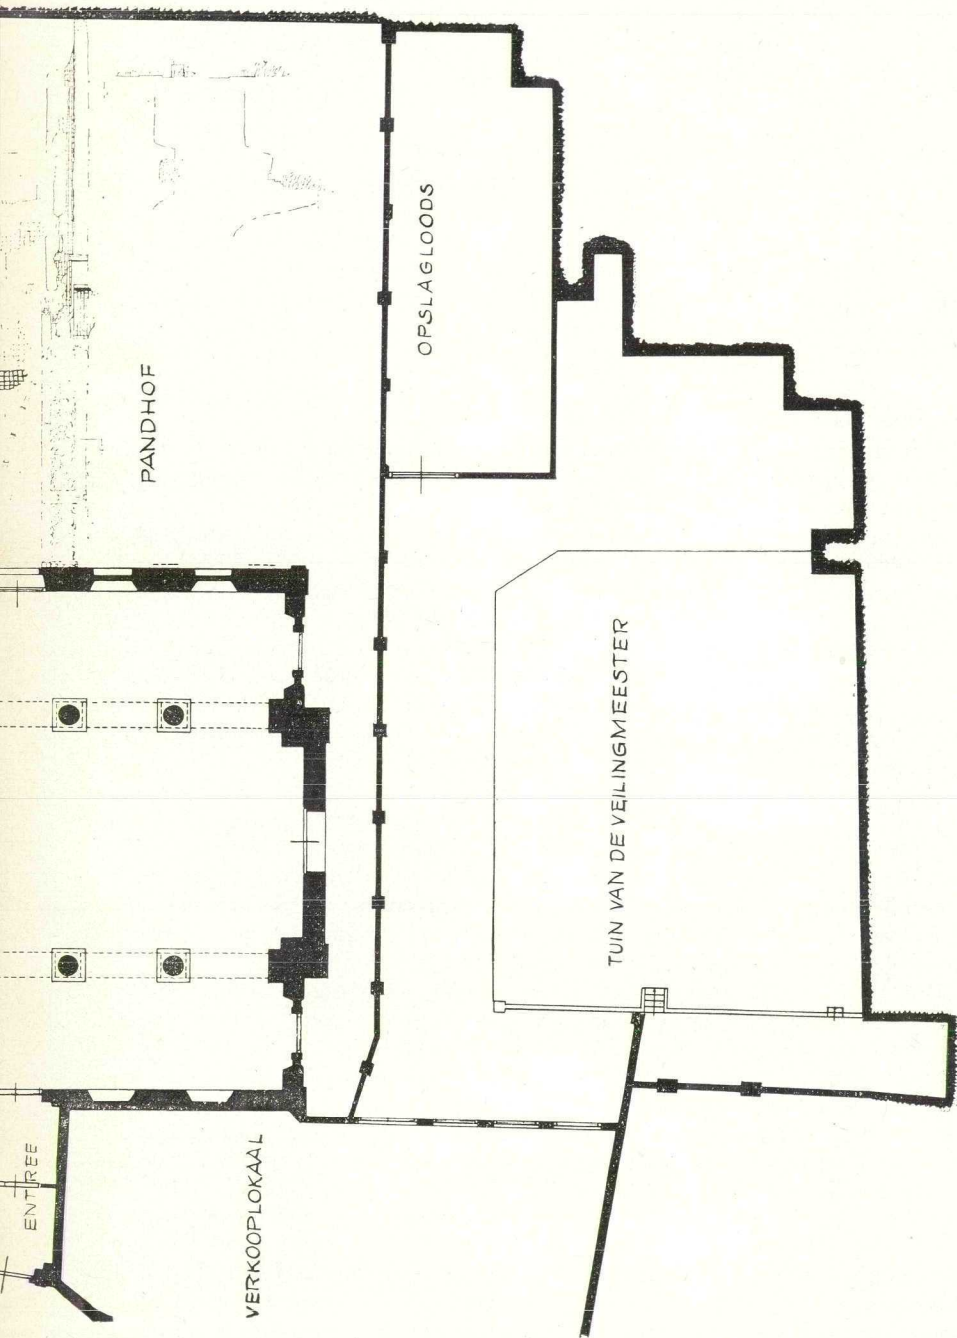 PANDHOF
OPSLAGLOODS
TUIN VAN DE VEILINGMEESTER
ENTREE
VERKOOPLOKAAL